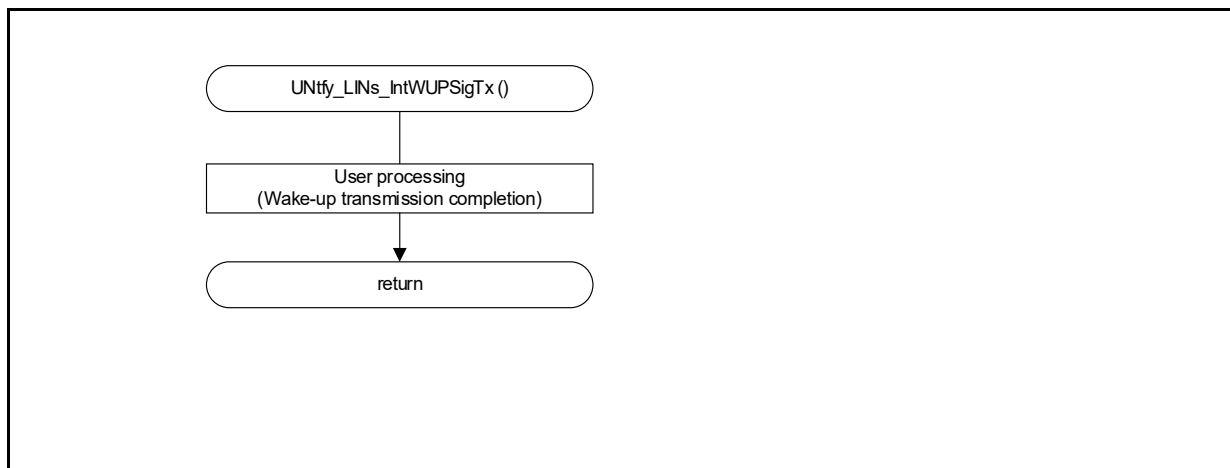 UNtfy_LINs_IntWUPSigTx ()
User processing
(Wake-up transmission completion)
return